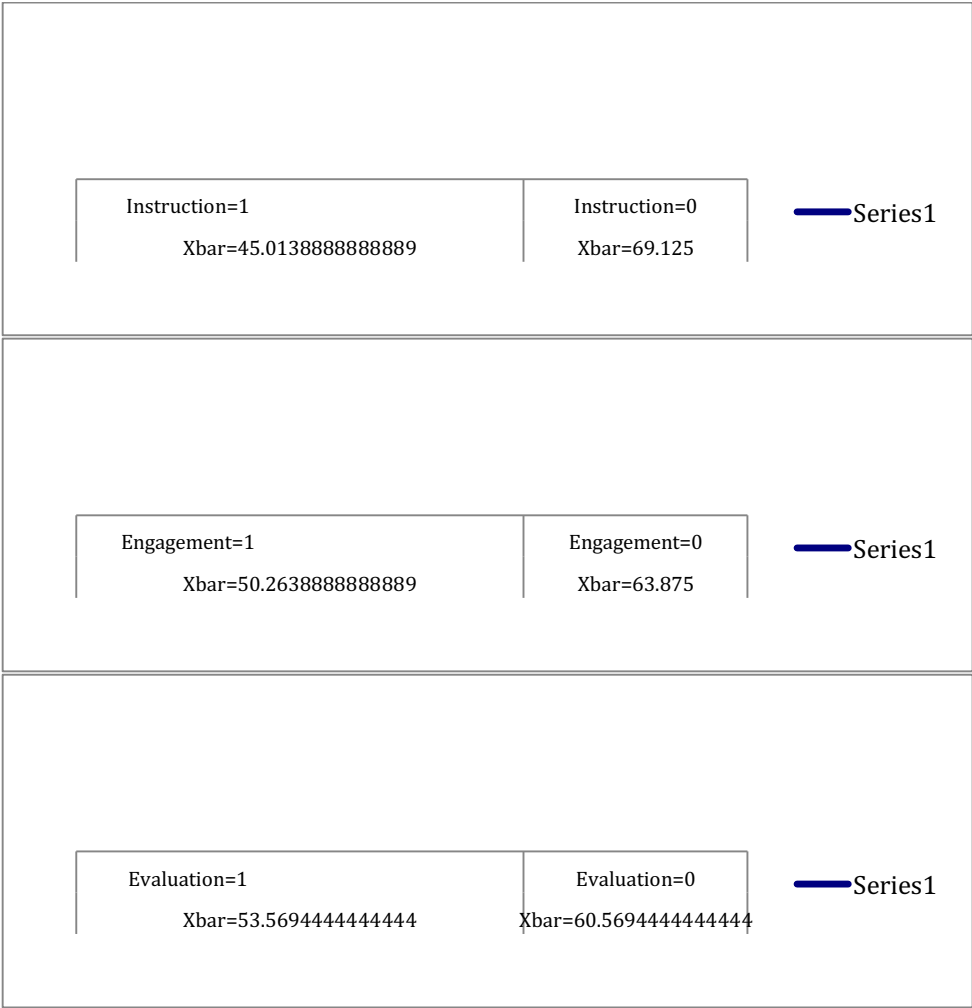 Instruction=1 Instruction=0
Series1
Xbar=45.0138888888889 Xbar=69.125
Engagement=1 Engagement=0
Series1
Xbar=50.2638888888889 Xbar=63.875
Evaluation=1 Evaluation=0
Series1
Xbar=53.5694444444444 Xbar=60.5694444444444